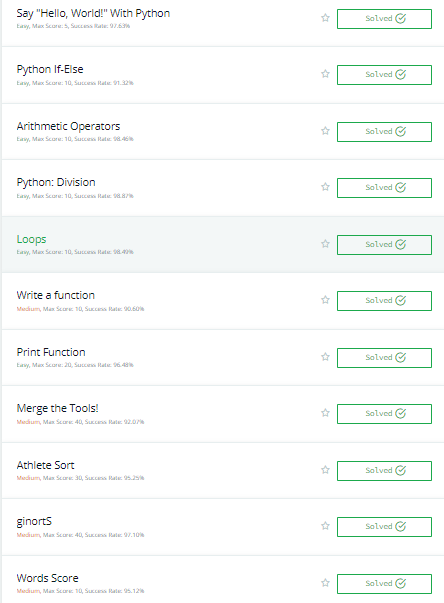 Say "Hello, World!" With Python
Easy, Max Score: 5, Success Rate: 97.63%
Solved
Python If-Else
Easy, Max Score: 10, Success Rate: 91.32%
Solved
Arithmetic Operators
Easy, Max Score: 10, Success Rate: 98.46%
Solved
Python: Division
Easy, Max Score: 10, Success Rate: 98.87%
Solved
Loops
Easy, Max Score: 10, Success Rate: 98.49%
Solved
Write a function
Medium, Max Score: 10, Success Rate: 90.60%
Solved
Print Function
Easy, Max Score: 20, Success Rate: 96.48%
Solved
Merge the Tools!
Medium, Max Score: 40, Success Rate: 92.07%
Solved
Athlete Sort
Medium, Max Score: 30, Success Rate: 95.25%
Solved
ginortS
Medium, Max Score: 40, Success Rate: 97.10%
Solved
Words Score
Medium, Max Score: 10, Success Rate: 95.12%
Solved